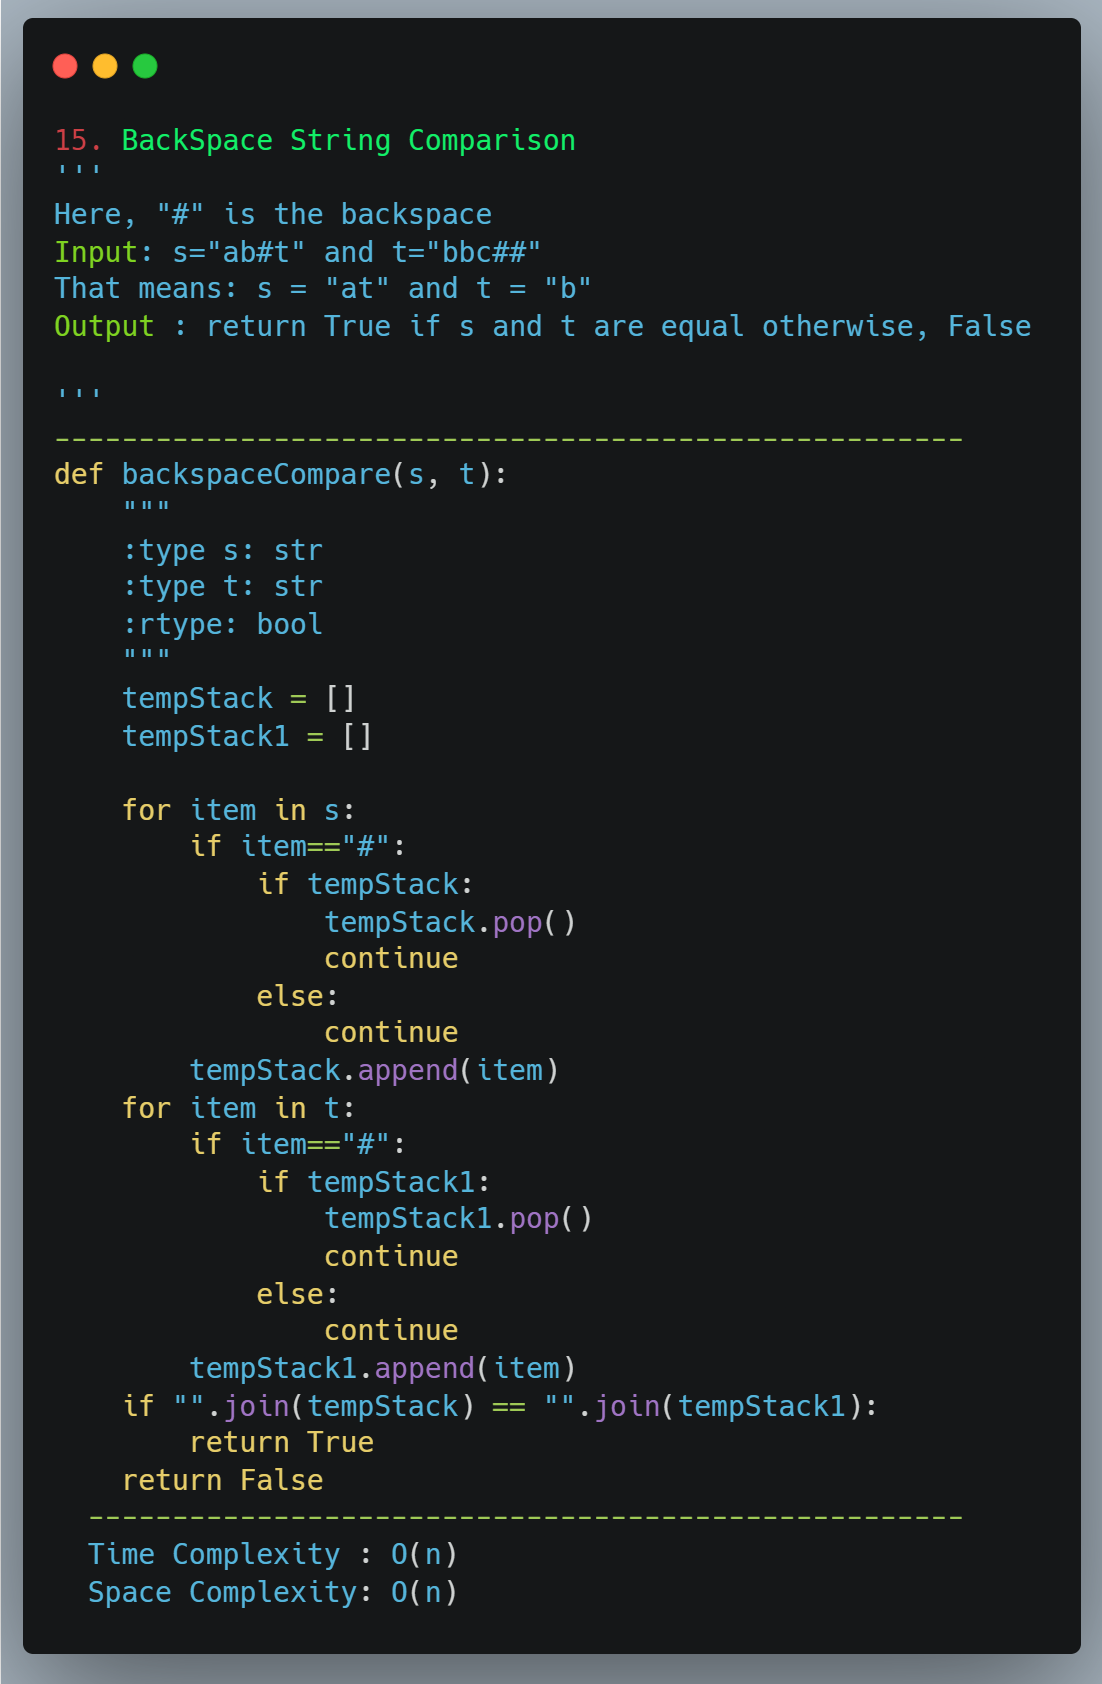 15. BackSpace String Comparison
'''
Here, "#" is the backspace
Input: s="ab#t" and t="bbc##"
That means: s = "at" and t = "b"
Output : return True if s and t are equal otherwise, False
'''
------------------------------------------------------
def backspaceCompare(s, t):
    """
    :type s: str
    :type t: str
    :rtype: bool
    """
    tempStack = []
    tempStack1 = []
    for item in s:
        if item=="#":
            if tempStack:
                tempStack.pop()
                continue
            else:
                continue
        tempStack.append(item)
    for item in t:
        if item=="#":
            if tempStack1:
                tempStack1.pop()
                continue
            else:
                continue
        tempStack1.append(item)
    if "".join(tempStack) == "".join(tempStack1):
        return True
    return False
  ----------------------------------------------------
  Time Complexity : O(n)
  Space Complexity: O(n)